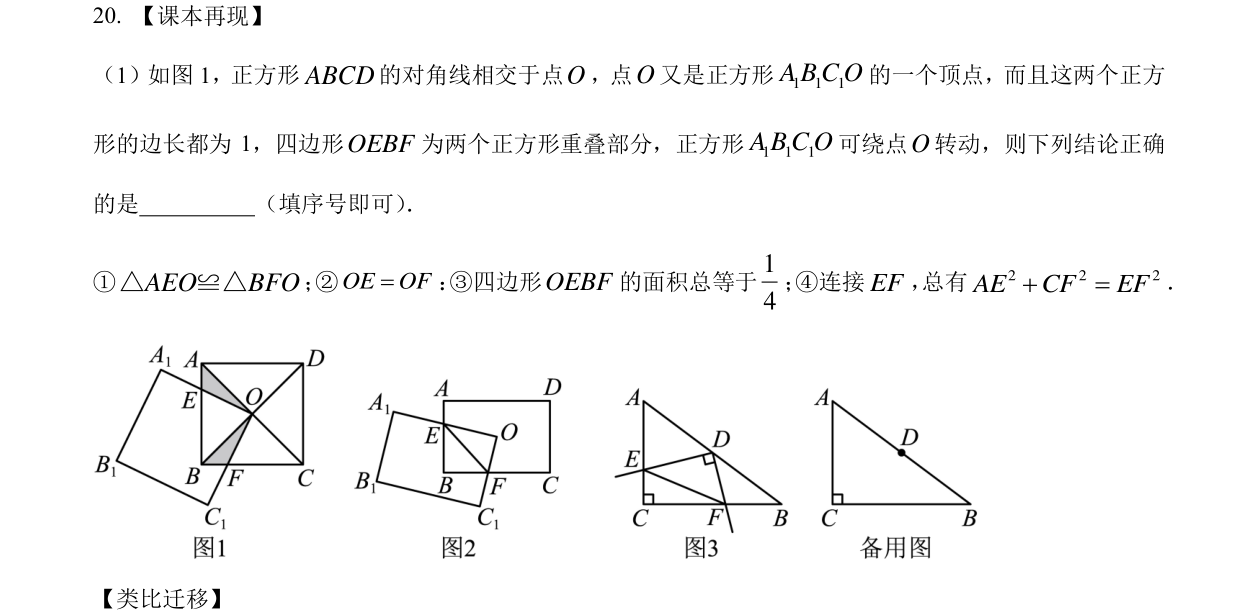 20. 【课本再现】
（1）如图 1，正方形 ABCD 的对角线相交于点 O，点 O 又是正方形 A₁B₁C₁O 的一个顶点，而且这两个正方
形的边长都为 1，四边形 OEBF 为两个正方形重叠部分，正方形 A₁B₁C₁O 可绕点 O 转动，则下列结论正确
的是__________（填序号即可）.
① △AEO≌△BFO；② OE = OF：③四边形 OEBF 的面积总等于 1/4；④连接 EF，总有 AE² + CF² = EF².
A₁ A D
E O
B₁ B F C
C₁
图1
A D
A₁
E O
B₁ B F C
C₁
图2
A
D
E
C F B
图3
A
D
C B
备用图
【类比迁移】